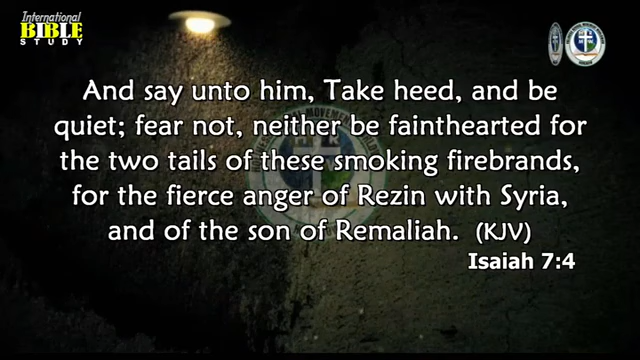 International
BIBLE
STUDY
And say unto him, Take heed, and be
quiet; fear not, neither be fainthearted for
the two tails of these smoking firebrands,
for the fierce anger of Rezin with Syria,
and of the son of Remaliah. (KJV)
Isaiah 7:4